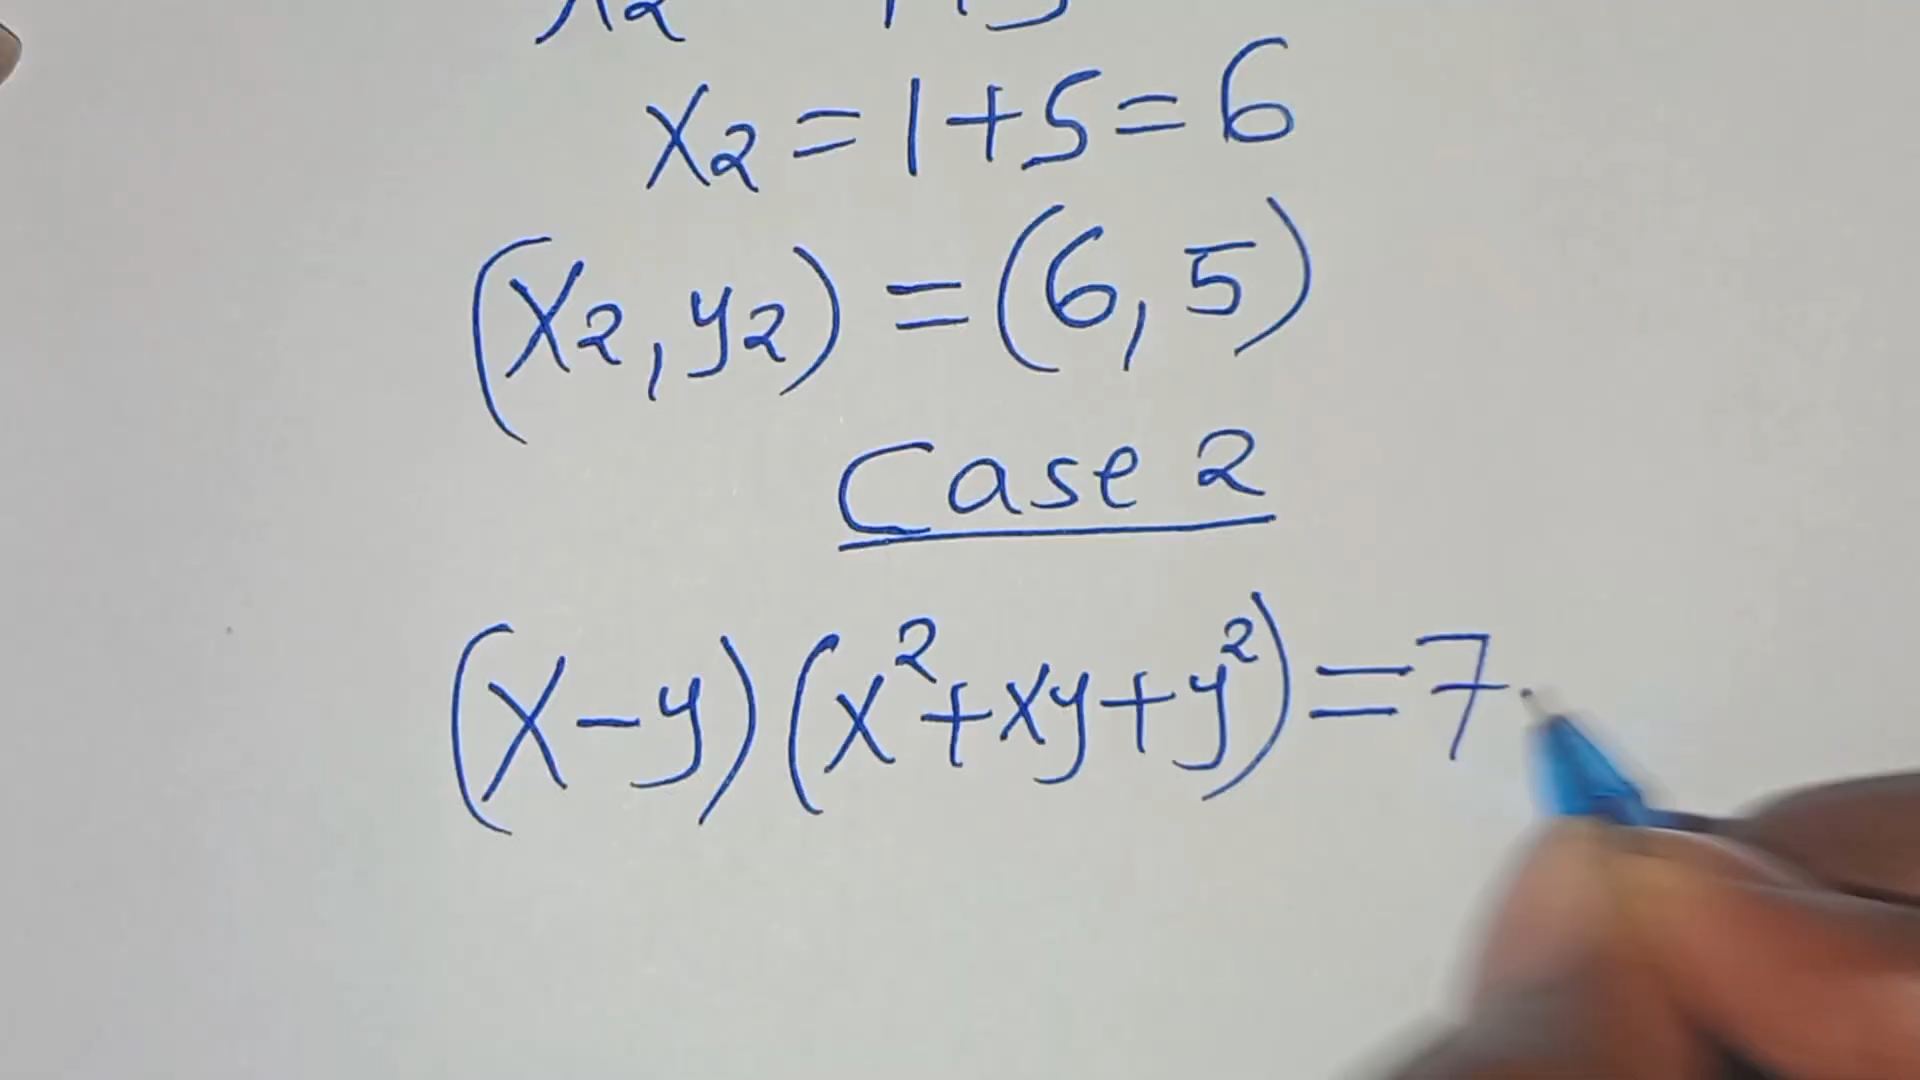 x₂ = 1+5 = 6
(x₂, y₂) = (6, 5)
Case 2
(x-y)(x²+xy+y²) = 7